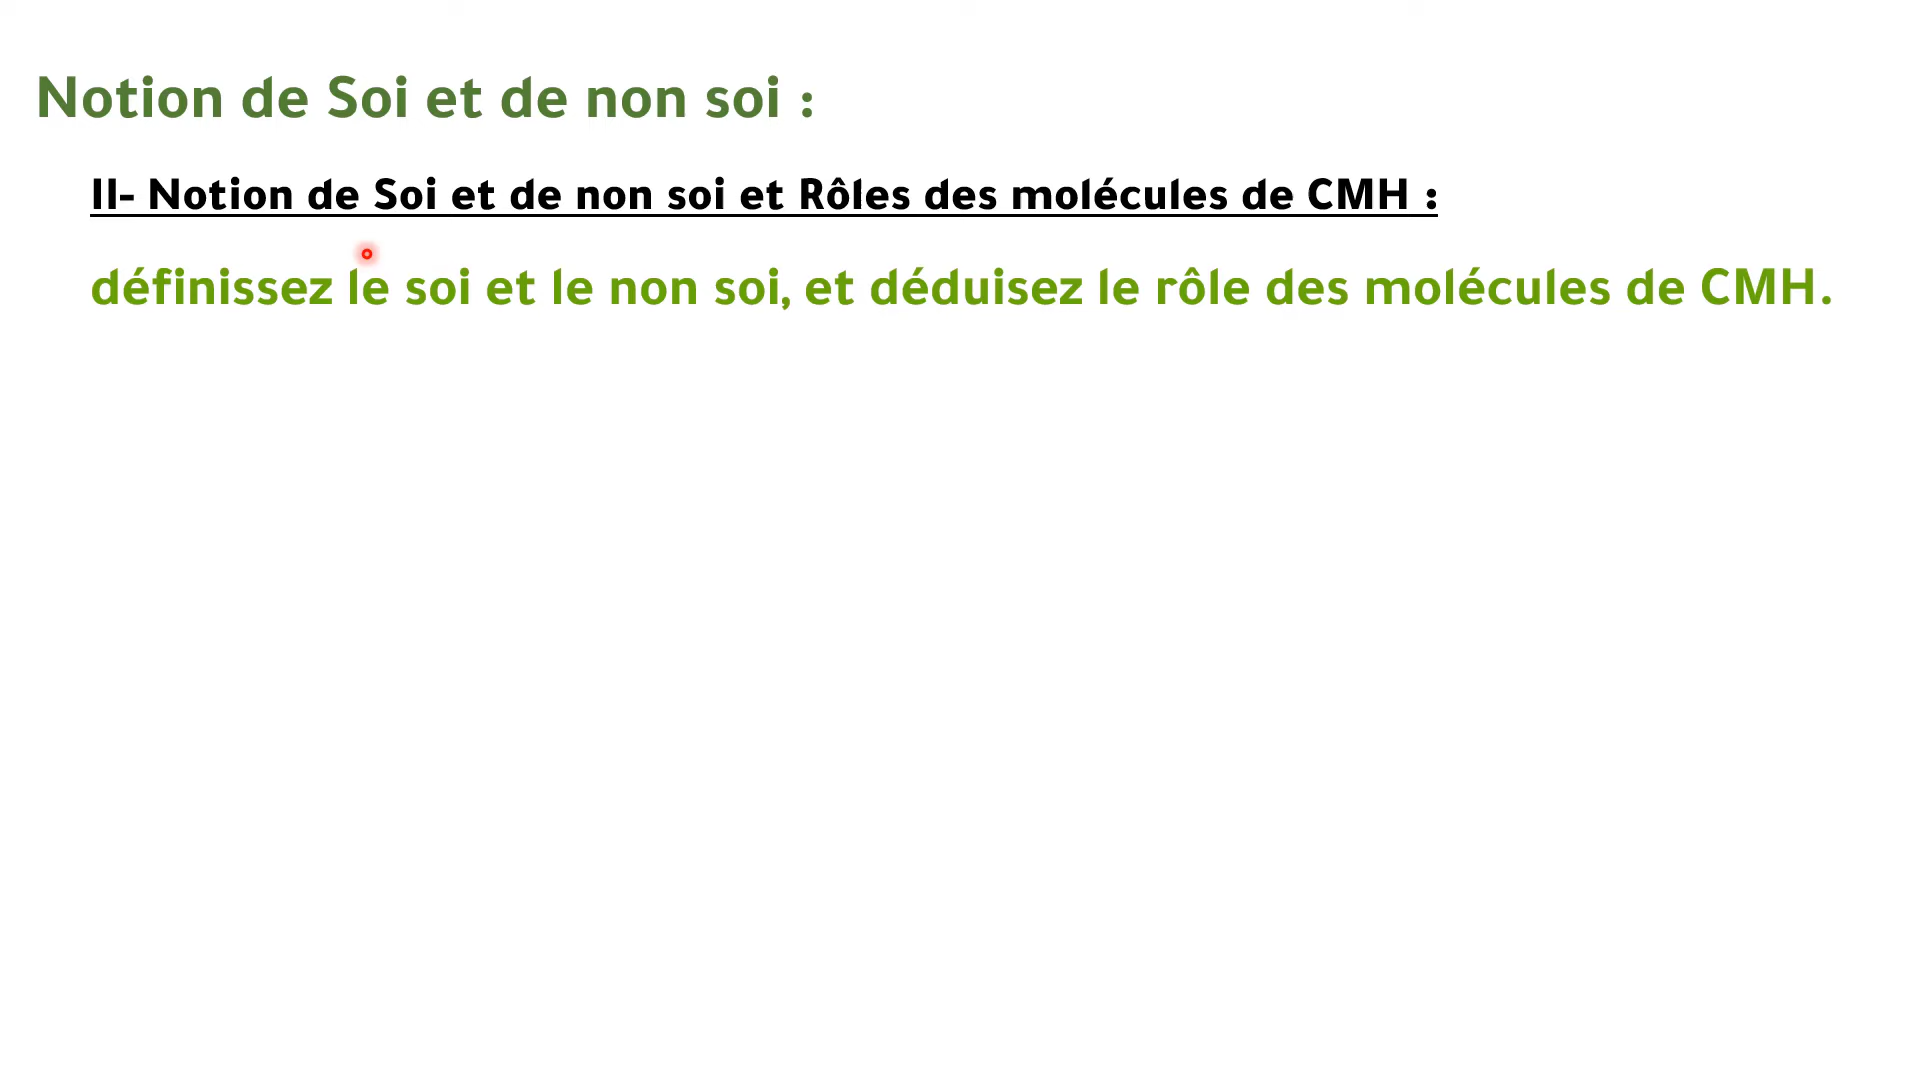 Notion de Soi et de non soi :
II- Notion de Soi et de non soi et Rôles des molécules de CMH :
définissez le soi et le non soi, et déduisez le rôle des molécules de CMH.